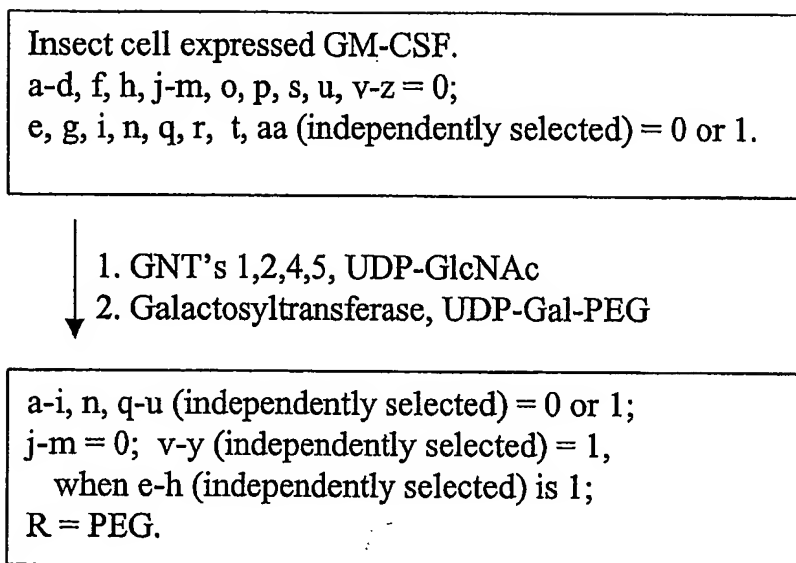 Insect cell expressed GM-CSF.
a-d, f, h, j-m, o, p, s, u, v-z = 0;
e, g, i, n, q, r, t, aa (independently selected) = 0 or 1.
1. GNT's 1,2,4,5, UDP-GlcNAc
2. Galactosyltransferase, UDP-Gal-PEG
a-i, n, q-u (independently selected) = 0 or 1;
j-m = 0; v-y (independently selected) = 1,
when e-h (independently selected) is 1;
R = PEG.